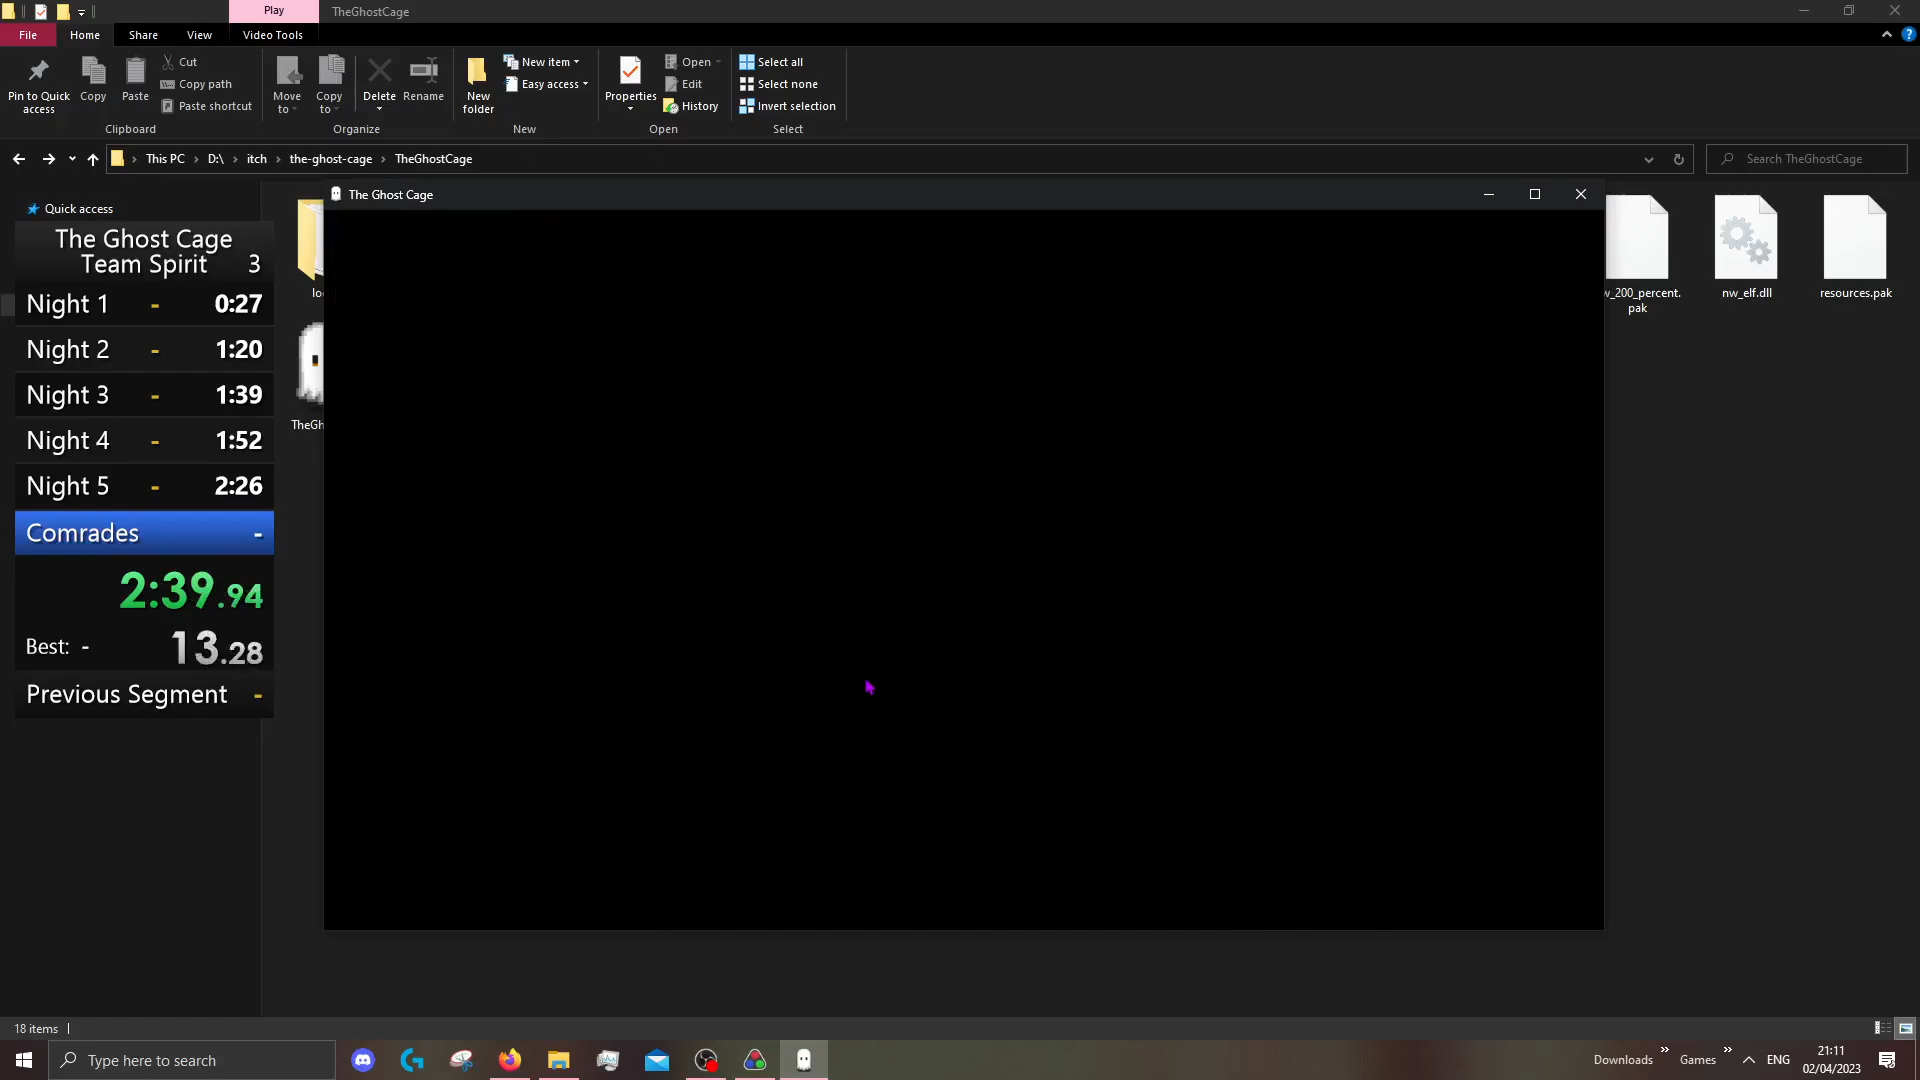 Play
TheGhostCage
File
Home
Share
View
Video Tools
Pin to Quick
access
Copy
Paste
Cut
Copy path
Paste shortcut
Clipboard
Move
to
Copy
to
Delete
Rename
Organize
New
folder
New item
Easy access
New
Properties
Open
Edit
History
Open
Select all
Select none
Invert selection
Select
This PC › D:\ › itch › the-ghost-cage › TheGhostCage
Search TheGhostCage
Quick access
The Ghost Cage
The Ghost Cage
Team Spirit 3
Night 1 - 0:27
Night 2 - 1:20
Night 3 - 1:39
Night 4 - 1:52
Night 5 - 2:26
Comrades -
2:39.94
Best: - 13.28
Previous Segment -
lo
TheGh
_200_percent.
pak
nw_elf.dll
resources.pak
18 items
Type here to search
Downloads »
Games »
ENG
21:11
02/04/2023